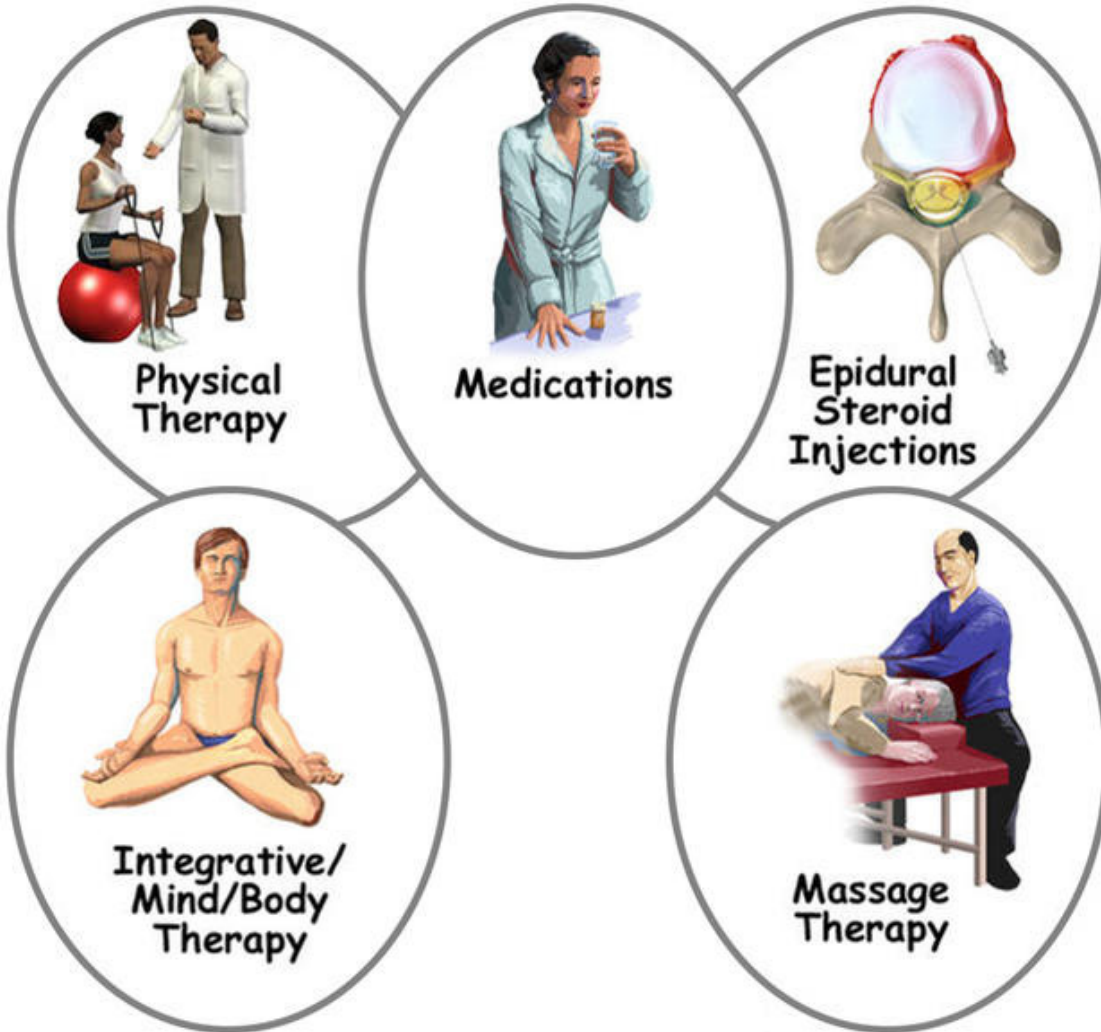 Physical
Therapy
Medications
Epidural
Steroid
Injections
Integrative/
Mind/Body
Therapy
Massage
Therapy